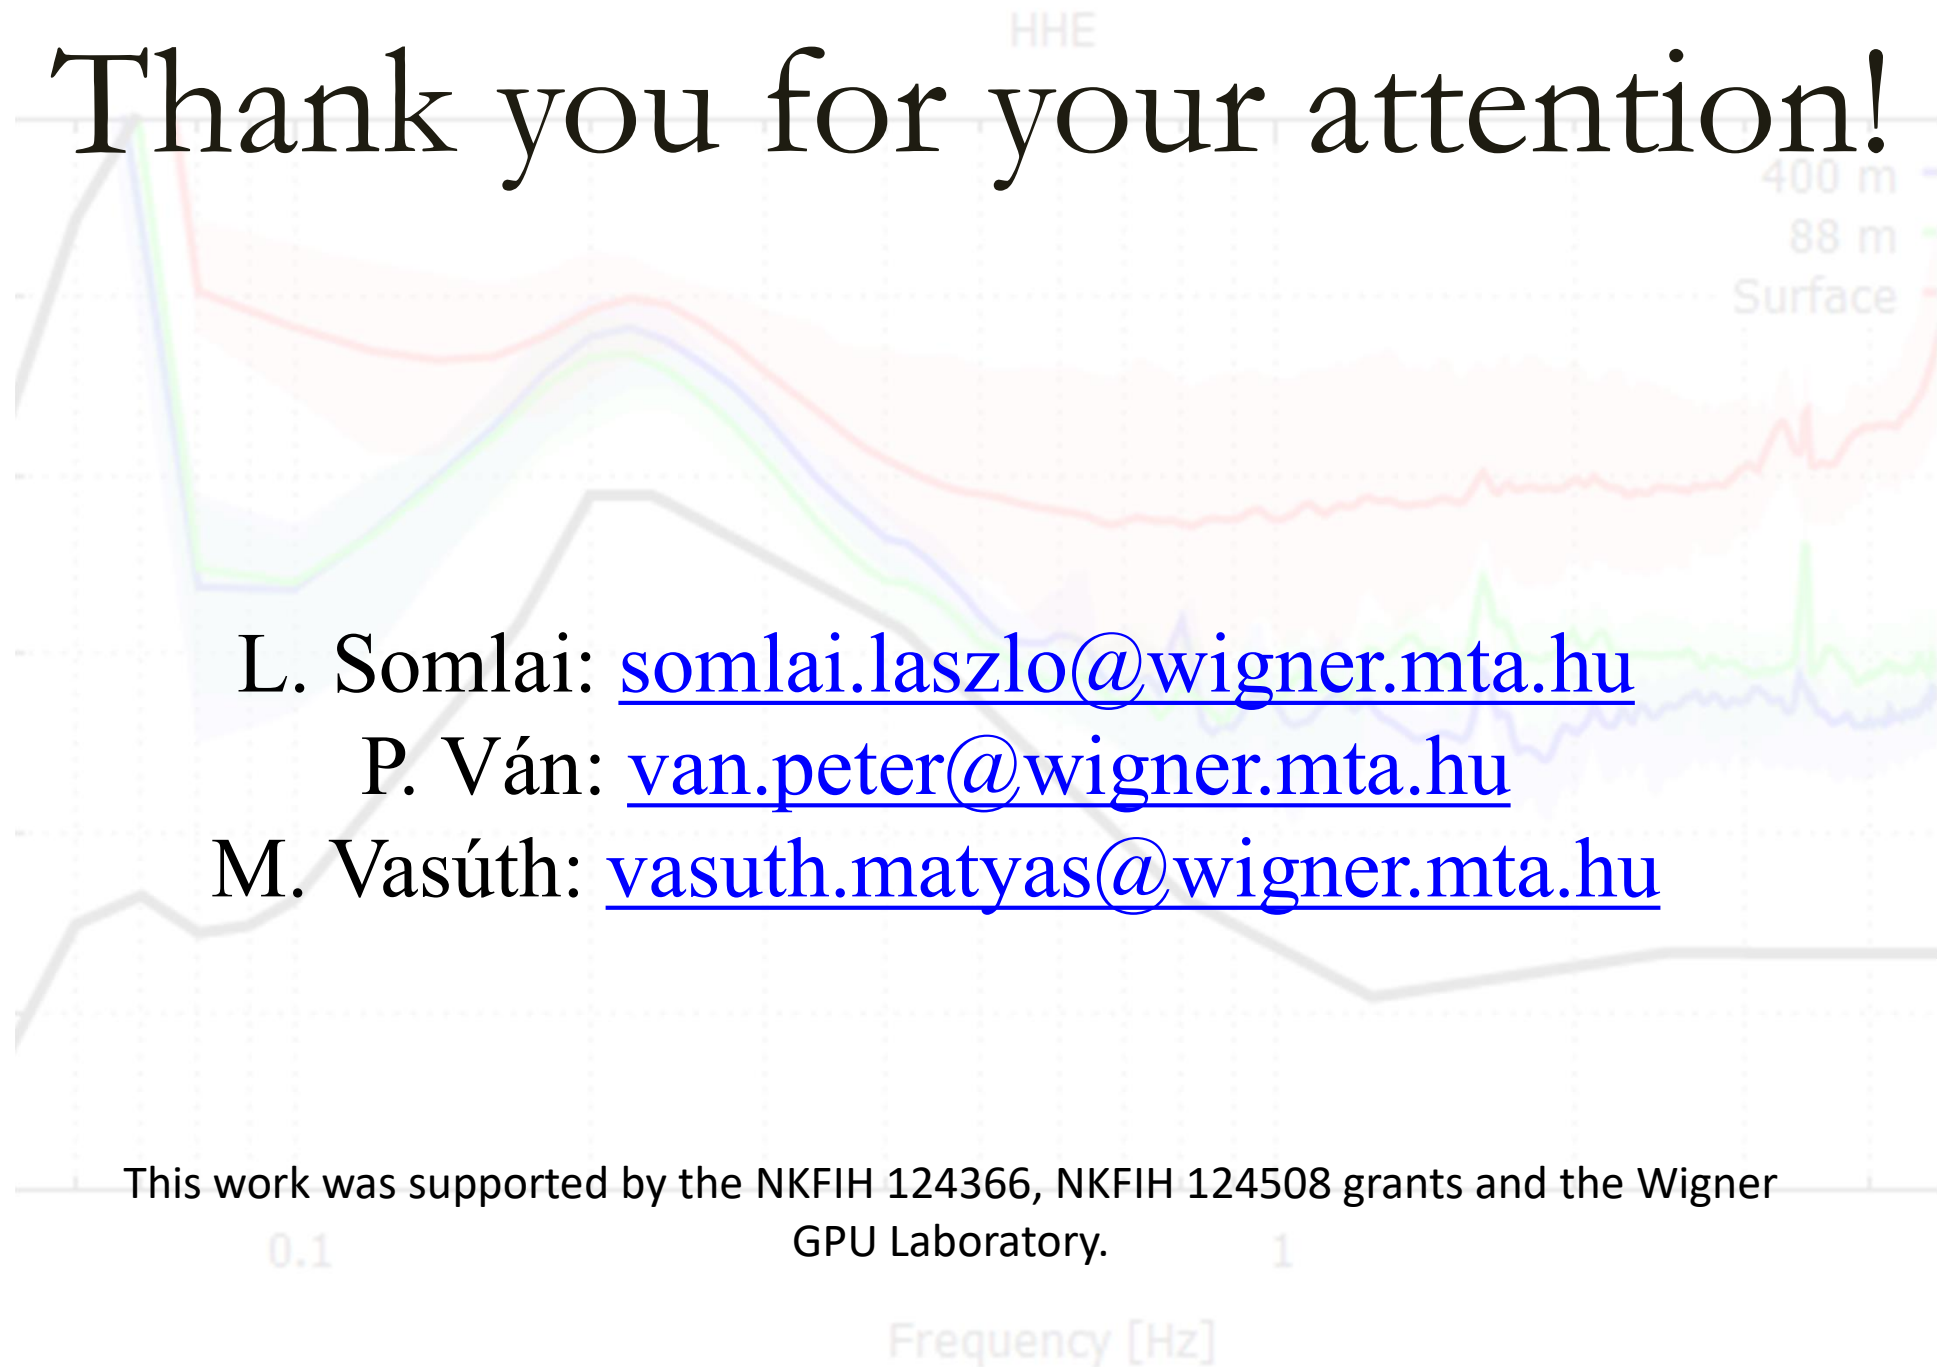 HHE
Thank you for your attention!
400 m
88 m
Surface
L. Somlai: somlai.laszlo@wigner.mta.hu
P. Ván: van.peter@wigner.mta.hu
M. Vasúth: vasuth.matyas@wigner.mta.hu
This work was supported by the NKFIH 124366, NKFIH 124508 grants and the Wigner
GPU Laboratory.
0.1
1
Frequency [Hz]